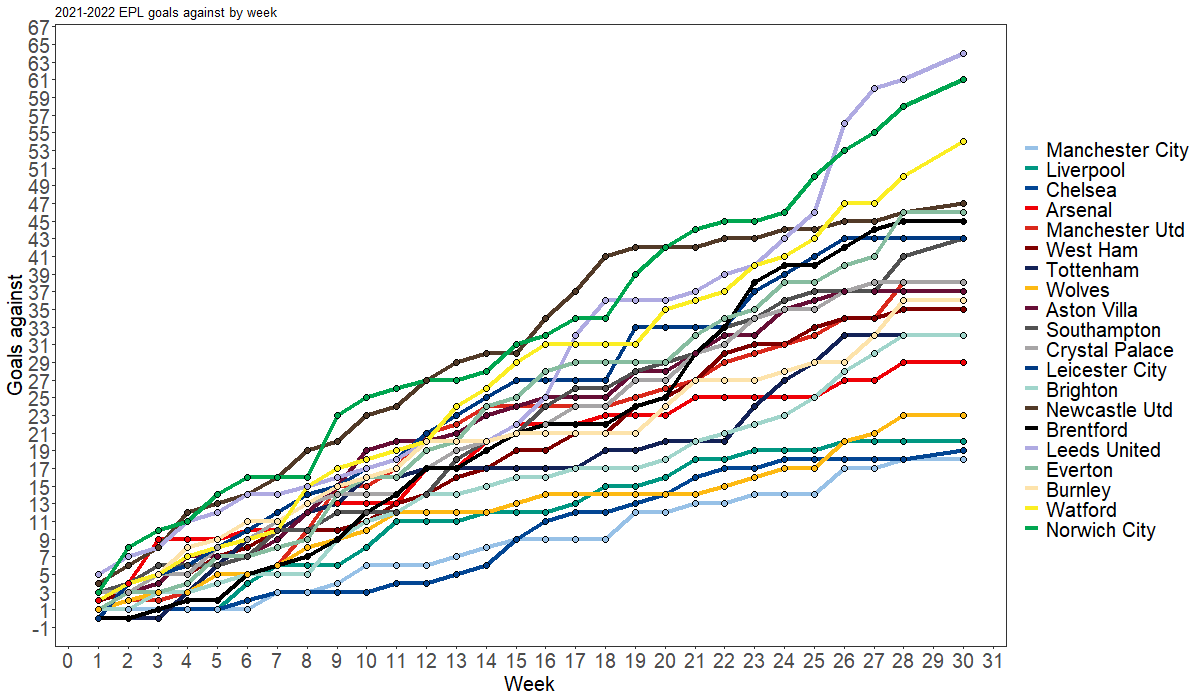 2021-2022 EPL goals against by week
67
65
63
61
59
57
55
53
51
49
47
45
43
41
39
37
35
33
31
29
27
25
23
21
19
17
15
13
11
9
7
5
3
1
-1
Goals against
0 1 2 3 4 5 6 7 8 9 10 11 12 13 14 15 16 17 18 19 20 21 22 23 24 25 26 27 28 29 30 31
Week
Manchester City
Liverpool
Chelsea
Arsenal
Manchester Utd
West Ham
Tottenham
Wolves
Aston Villa
Southampton
Crystal Palace
Leicester City
Brighton
Newcastle Utd
Brentford
Leeds United
Everton
Burnley
Watford
Norwich City